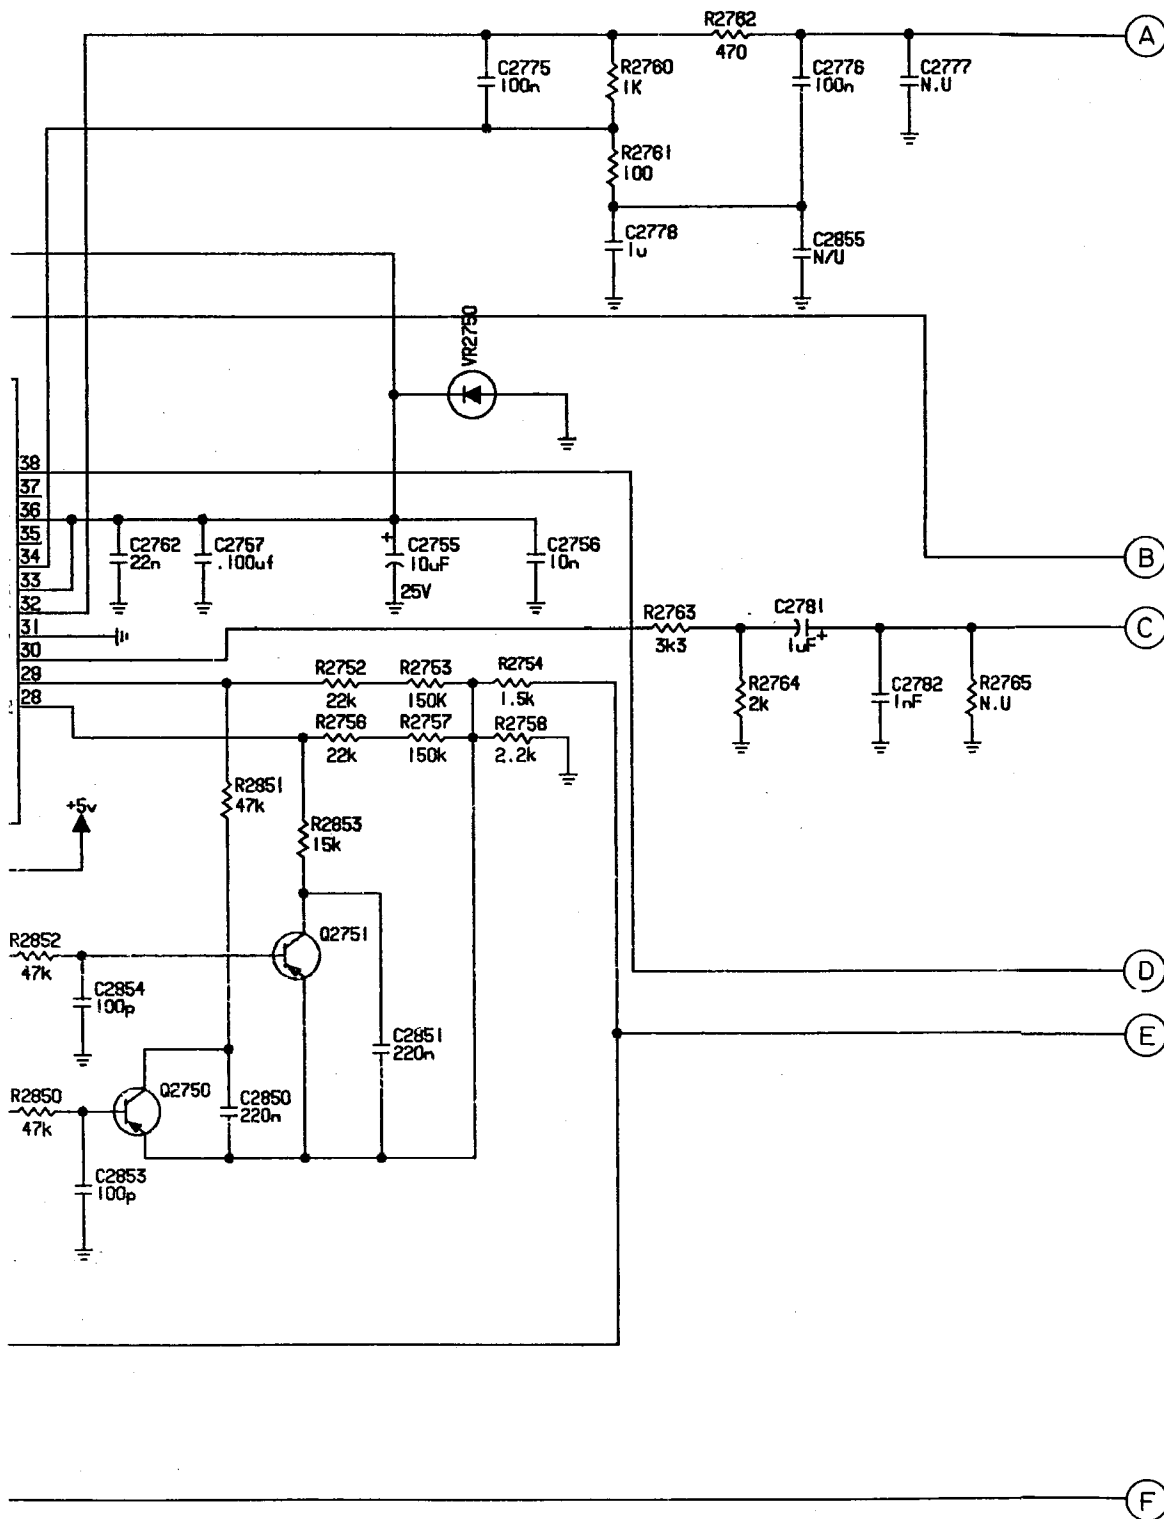 R2762
470
A
C2775
100n
R2760
1K
C2776
100n
C2777
N.U
R2761
100
C2778
1u
C2855
N/U
VR2750
38
37
36
35
34
33
32
31
30
29
28
C2762
22n
C2757
.100uf
+
C2755
10uF
25V
C2756
10n
B
R2763
3k3
C2781
1uF+
C
R2764
2k
C2782
1nF
R2765
N.U
R2752
22k
R2753
150K
R2754
1.5k
R2756
22k
R2757
150k
R2758
2.2k
R2851
47k
+5v
R2853
15k
R2852
47k
Q2751
C2854
100p
D
E
C2851
220n
R2850
47k
Q2750
C2850
220n
C2853
100p
F